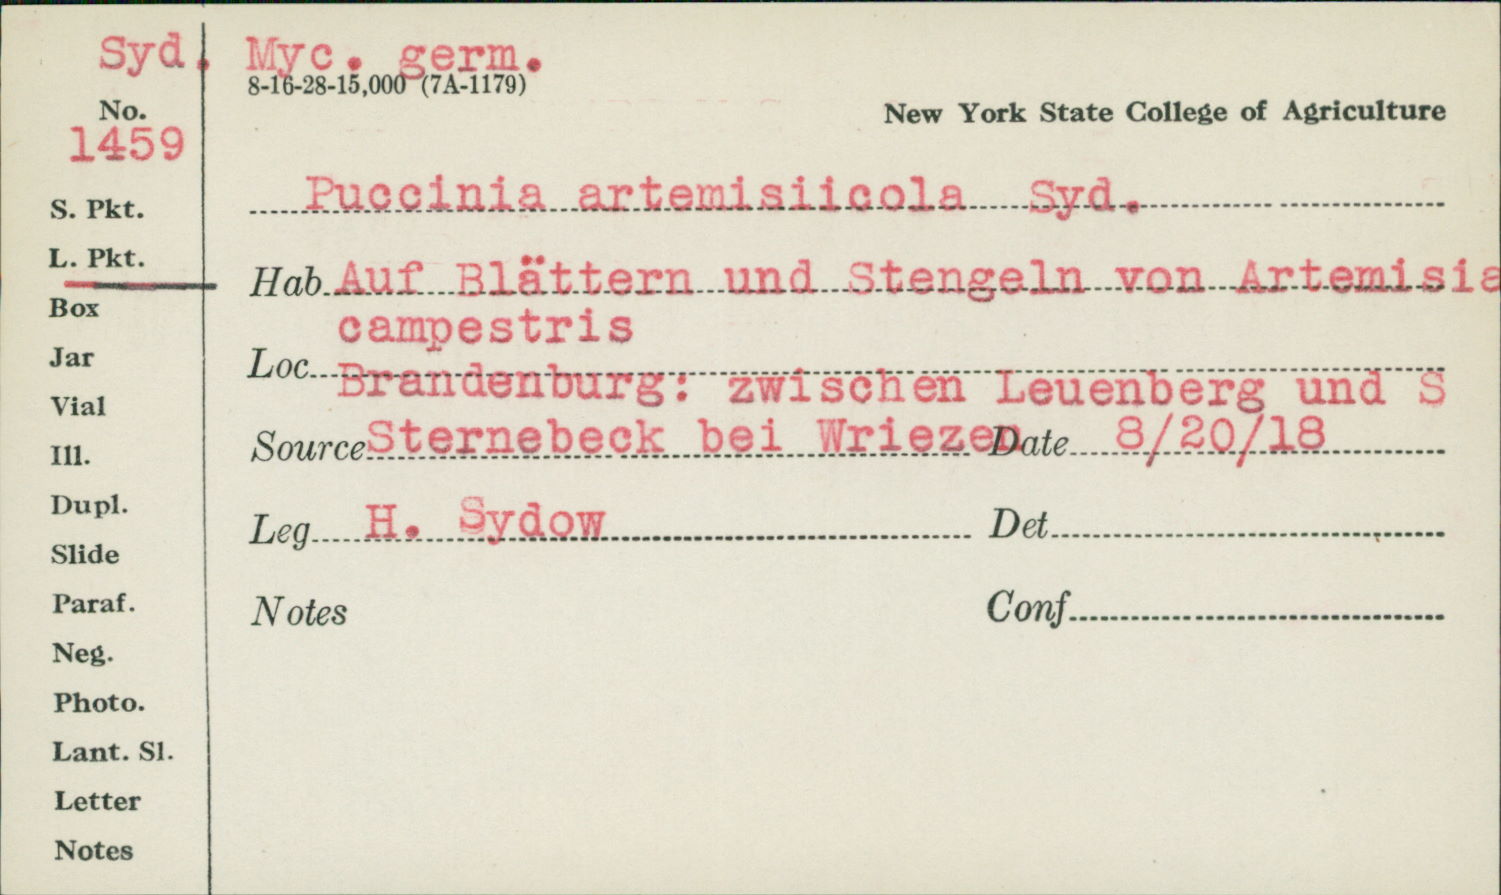 Syd. Myc. germ.
8-16-28-15,000 (7A-1179)
No.
1459
New York State College of Agriculture
Puccinia artemisiicola Syd.
S. Pkt.
L. Pkt.
Hab. Auf Blättern und Stengeln von Artemisia
campestris
Box
Jar
Loc. Brandenburg: zwischen Leuenberg und S
Vial
Source Sternebeck bei Wriezen Date 8/20/18
Ill.
Dupl.
Leg. H. Sydow Det.
Slide
Paraf.
Notes Conf.
Neg.
Photo.
Lant. Sl.
Letter
Notes